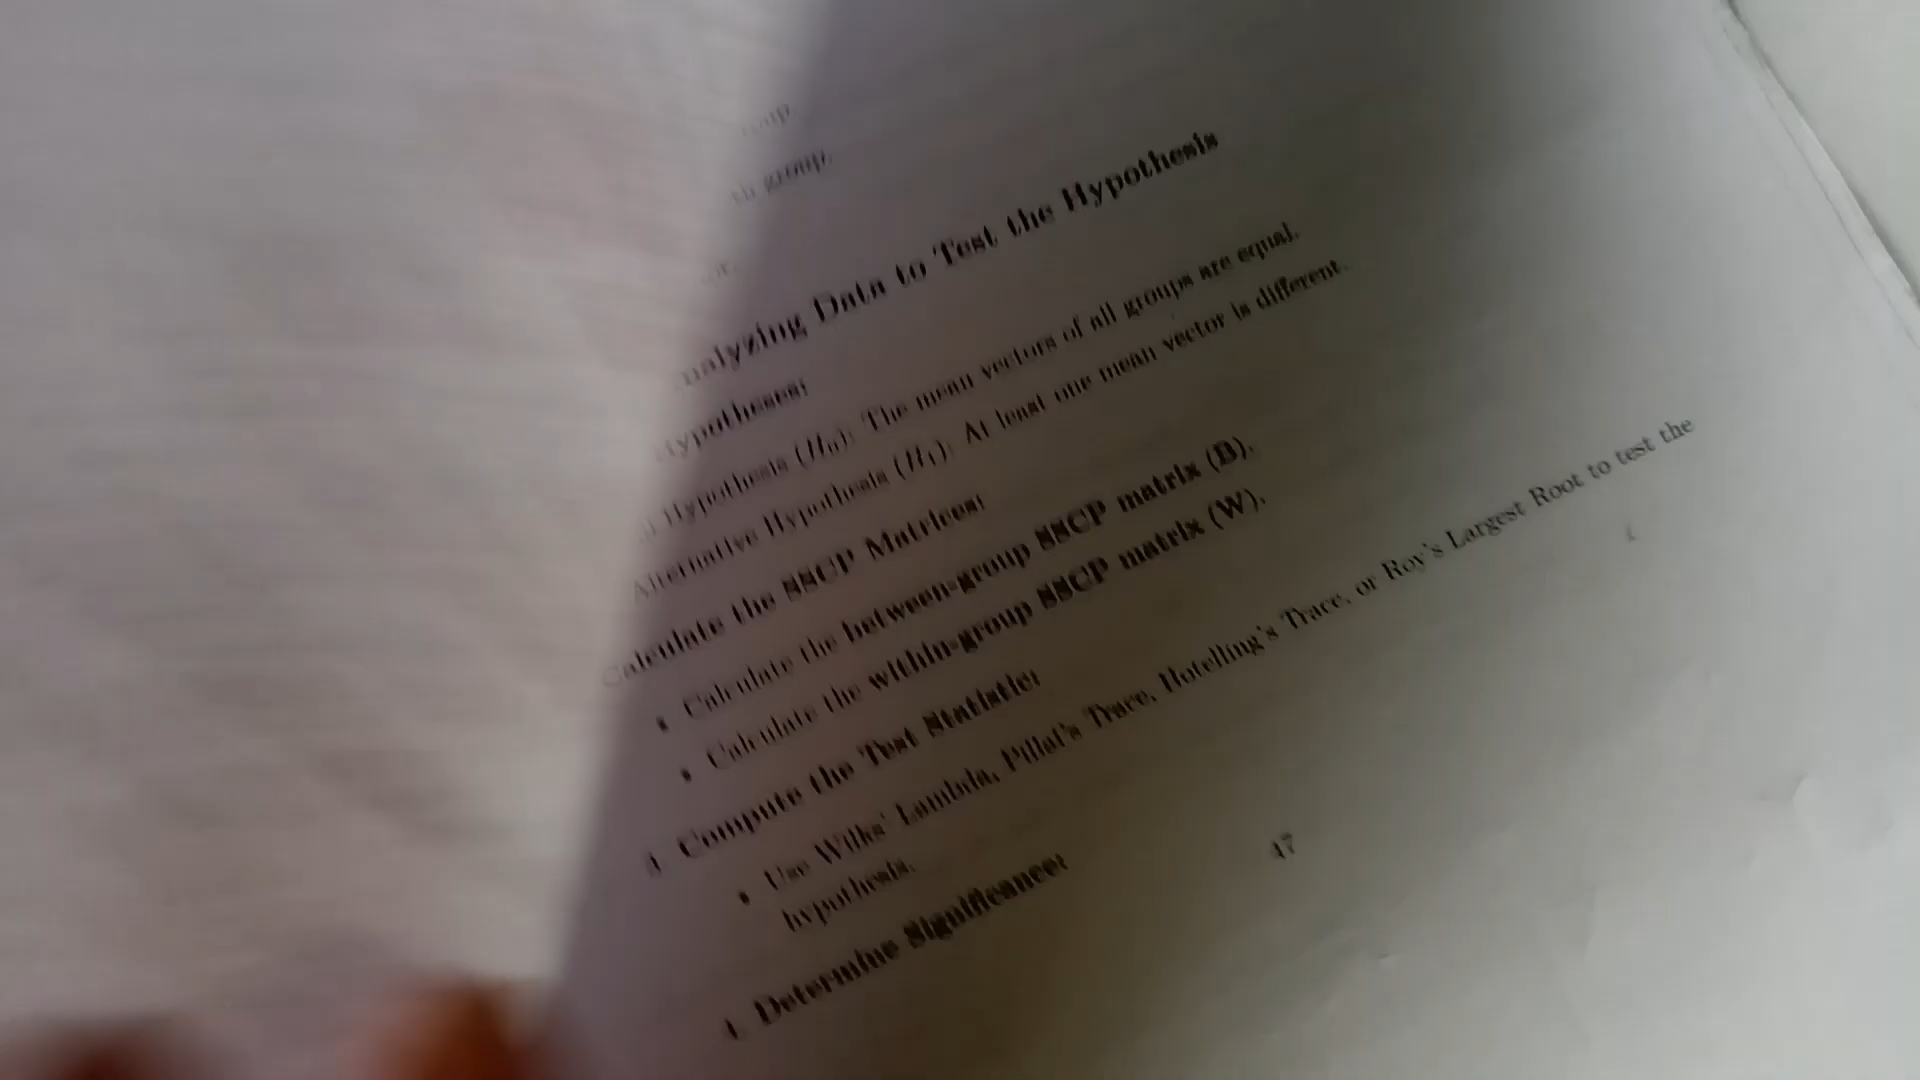 group.
Analyzing Data to Test the Hypothesis
Hypotheses:
Hypothesis (H₀): The mean vectors of all groups are equal.
Alternative Hypothesis (H₁): At least one mean vector is different.
Calculate the SSCP Matrices:
• Calculate the between-group SSCP matrix (B).
• Calculate the within-group SSCP matrix (W).
3. Compute the Test Statistic:
• Use Wilks' Lambda, Pillai's Trace, Hotelling's Trace, or Roy's Largest Root to test the
hypothesis.
4. Determine Significance:
47